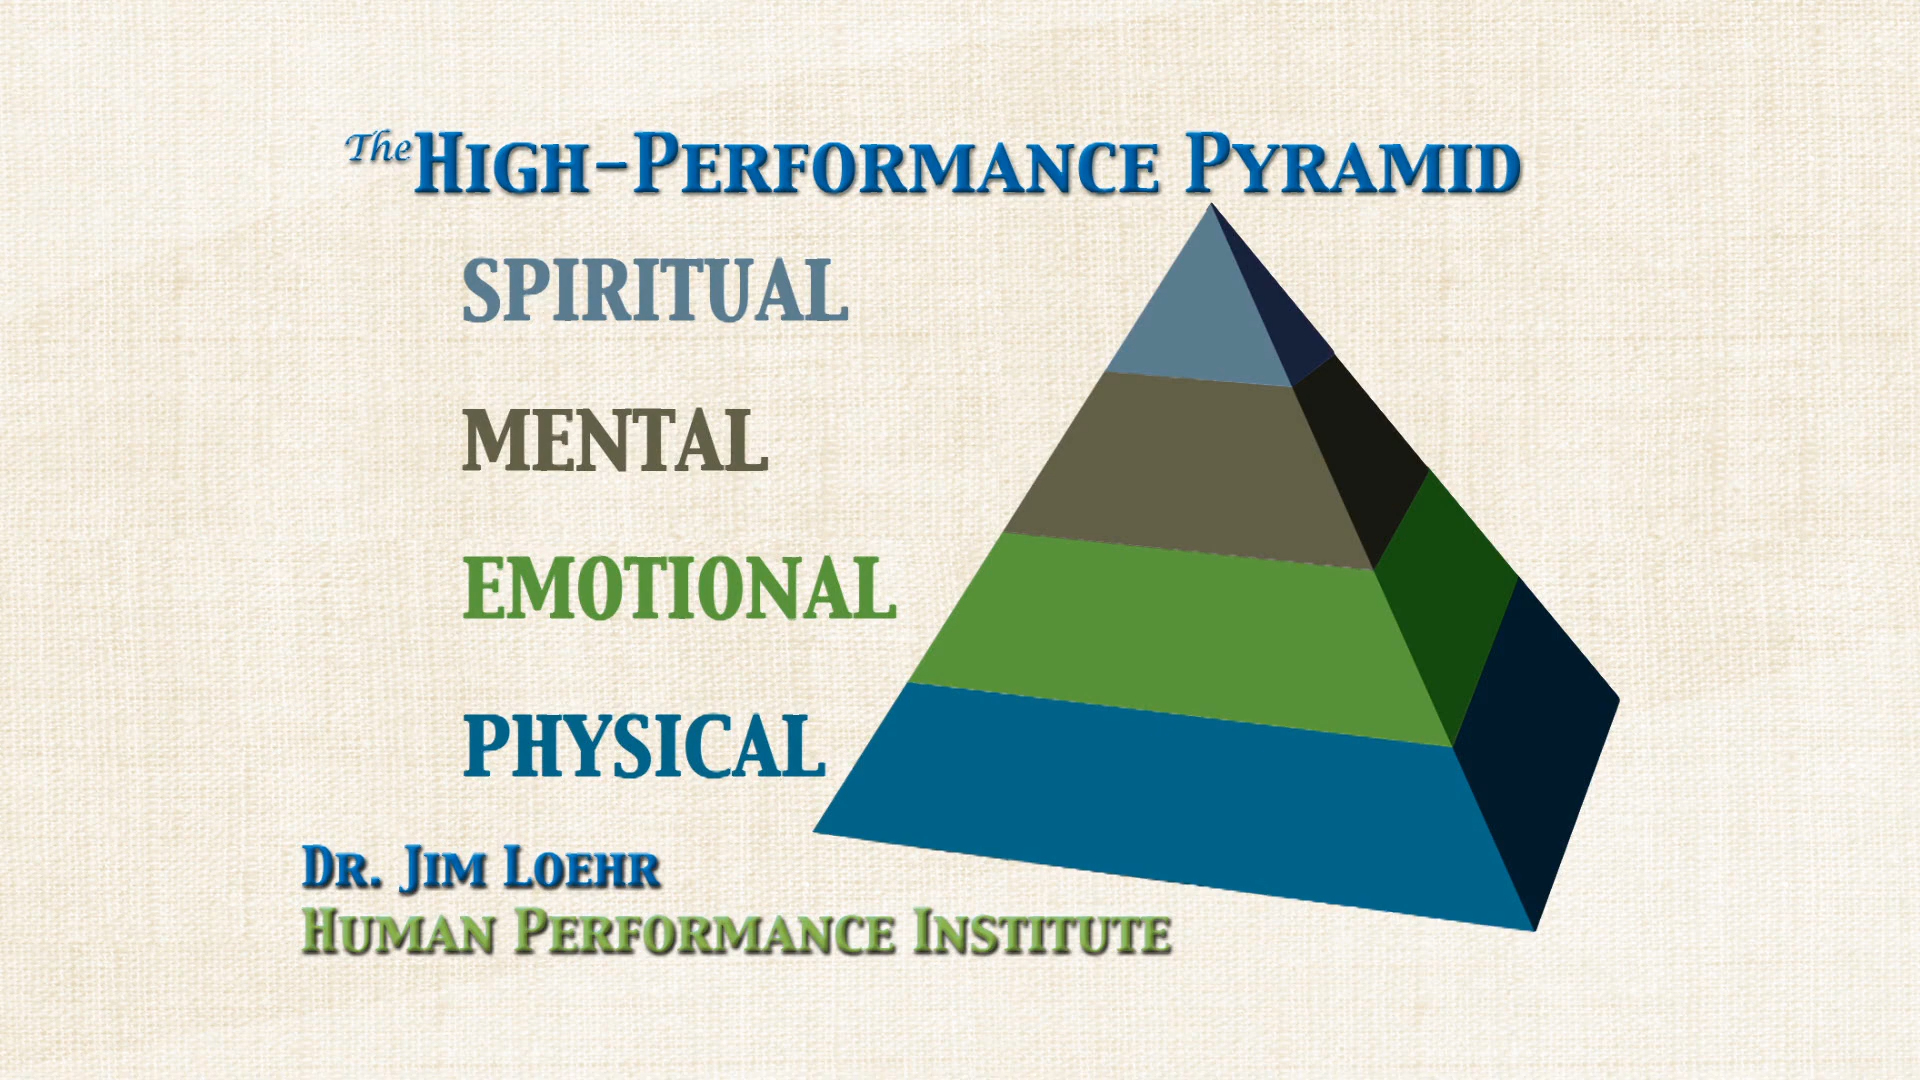 The High-Performance Pyramid
SPIRITUAL
MENTAL
EMOTIONAL
PHYSICAL
Dr. Jim Loehr
Human Performance Institute